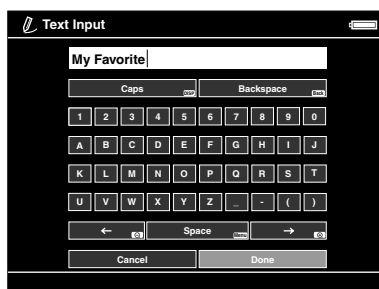 Text Input
My Favorite
Caps DISP Backspace Back
1 2 3 4 5 6 7 8 9 0
A B C D E F G H I J
K L M N O P Q R S T
U V W X Y Z _ - ( )
← Space Menu →
Cancel Done